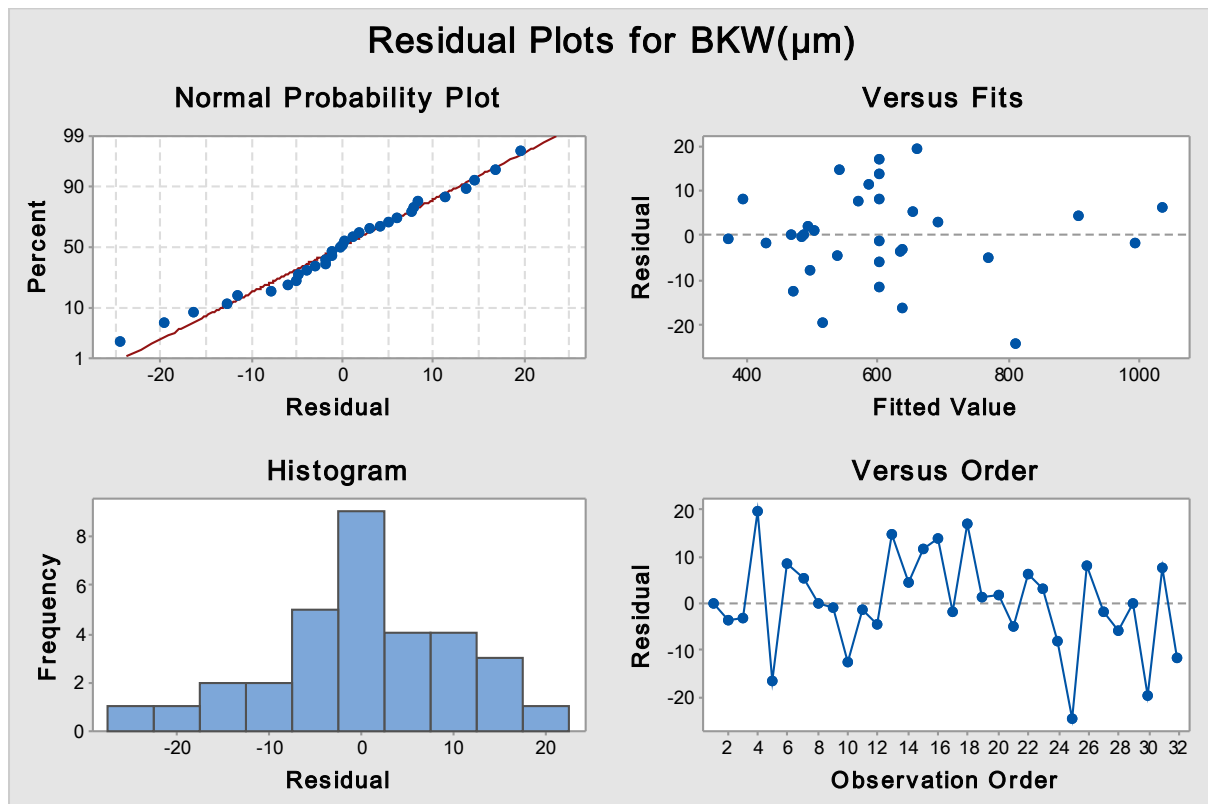 Residual Plots for BKW(µm)
Normal Probability Plot
Percent
99
90
50
10
1
-20
-10
0
10
20
Residual
Versus Fits
Residual
20
10
0
-10
-20
400
600
800
1000
Fitted Value
Histogram
Frequency
8
6
4
2
0
-20
-10
0
10
20
Residual
Versus Order
Residual
20
10
0
-10
-20
2 4 6 8 10 12 14 16 18 20 22 24 26 28 30 32
Observation Order